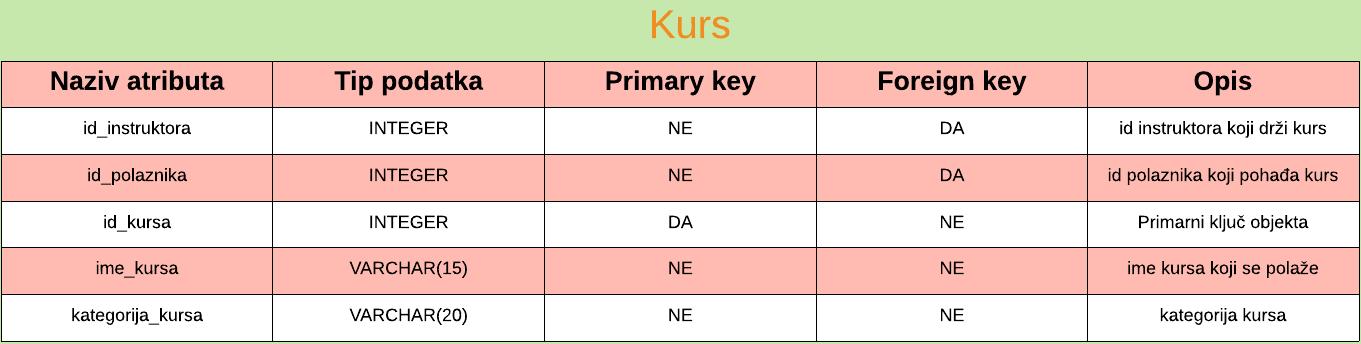 Kurs
Naziv atributa Tip podatka Primary key Foreign key Opis
id_instruktora INTEGER NE DA id instruktora koji drži kurs
id_polaznika INTEGER NE DA id polaznika koji pohađa kurs
id_kursa INTEGER DA NE Primarni ključ objekta
ime_kursa VARCHAR(15) NE NE ime kursa koji se polaže
kategorija_kursa VARCHAR(20) NE NE kategorija kursa